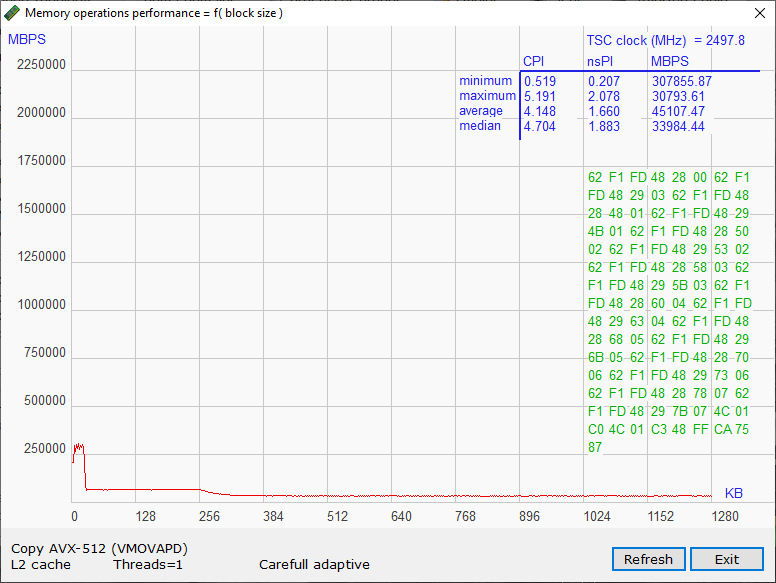 Memory operations performance = f( block size )
MBPS
TSC clock (MHz) = 2497.8
CPI nsPI MBPS
minimum 0.519 0.207 307855.87
maximum 5.191 2.078 30793.61
average 4.148 1.660 45107.47
median 4.704 1.883 33984.44
2250000
2000000
1750000
1500000
1250000
1000000
750000
500000
250000
62 F1 FD 48 28 00 62 F1
FD 48 29 03 62 F1 FD 48
28 48 01 62 F1 FD 48 29
4B 01 62 F1 FD 48 28 50
02 62 F1 FD 48 29 53 02
62 F1 FD 48 28 58 03 62
F1 FD 48 29 5B 03 62 F1
FD 48 28 60 04 62 F1 FD
48 29 63 04 62 F1 FD 48
28 68 05 62 F1 FD 48 29
6B 05 62 F1 FD 48 28 70
06 62 F1 FD 48 29 73 06
62 F1 FD 48 28 78 07 62
F1 FD 48 29 7B 07 4C 01
C0 4C 01 C3 48 FF CA 75
87
KB
0 128 256 384 512 640 768 896 1024 1152 1280
Copy AVX-512 (VMOVAPD)
L2 cache Threads=1 Carefull adaptive
Refresh Exit